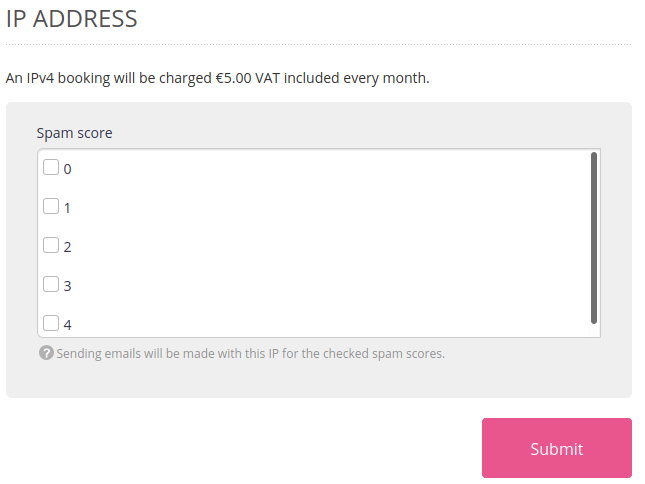 IP ADDRESS
An IPv4 booking will be charged €5.00 VAT included every month.
Spam score
0
1
2
3
4
? Sending emails will be made with this IP for the checked spam scores.
Submit